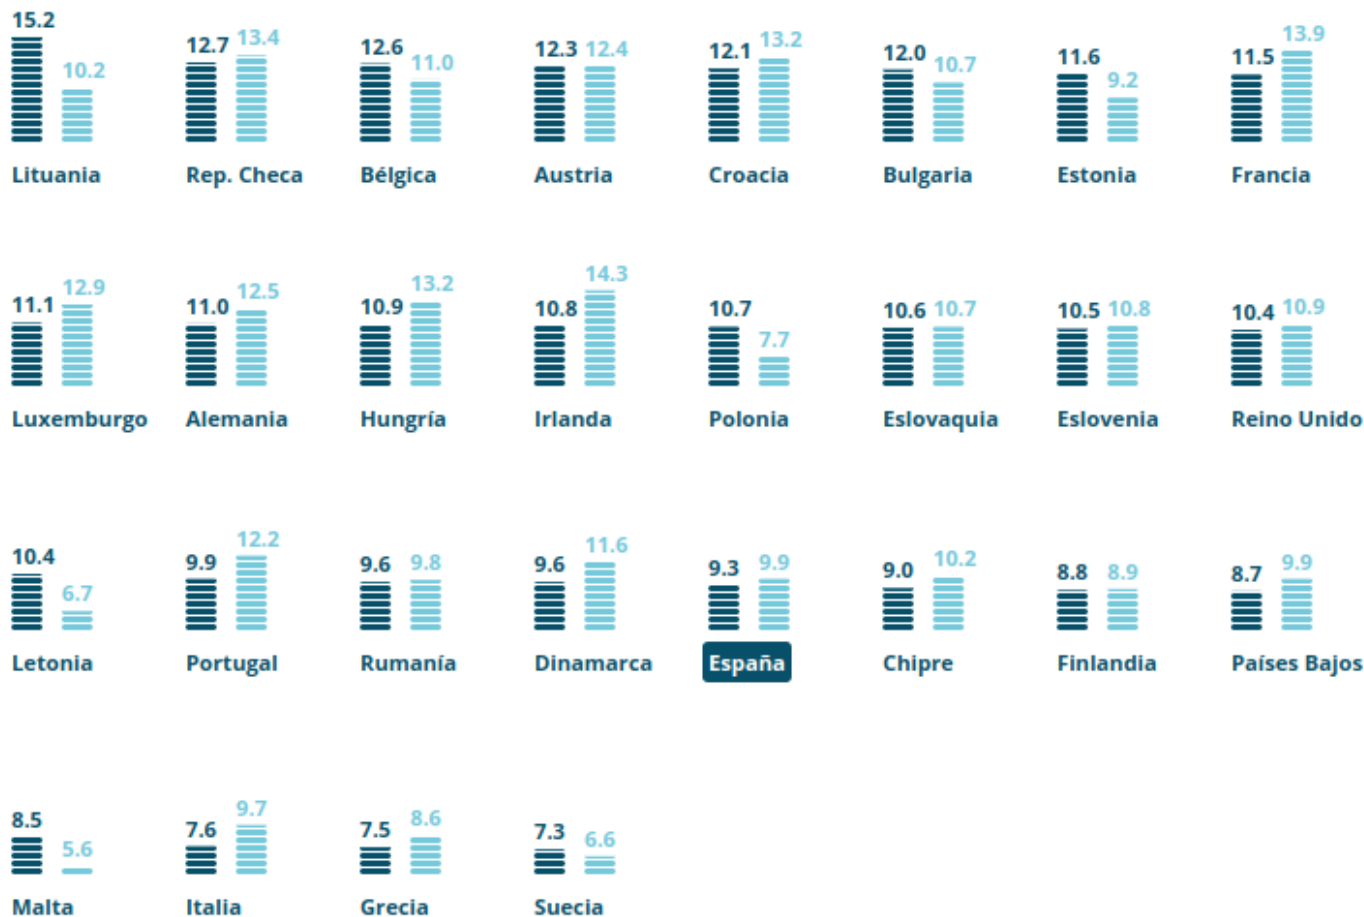 15.2 10.2
Lituania
12.7 13.4
Rep. Checa
12.6 11.0
Bélgica
12.3 12.4
Austria
12.1 13.2
Croacia
12.0 10.7
Bulgaria
11.6 9.2
Estonia
11.5 13.9
Francia
11.1 12.9
Luxemburgo
11.0 12.5
Alemania
10.9 13.2
Hungría
10.8 14.3
Irlanda
10.7 7.7
Polonia
10.6 10.7
Eslovaquia
10.5 10.8
Eslovenia
10.4 10.9
Reino Unido
10.4 6.7
Letonia
9.9 12.2
Portugal
9.6 9.8
Rumanía
9.6 11.6
Dinamarca
9.3 9.9
España
9.0 10.2
Chipre
8.8 8.9
Finlandia
8.7 9.9
Países Bajos
8.5 5.6
Malta
7.6 9.7
Italia
7.5 8.6
Grecia
7.3 6.6
Suecia